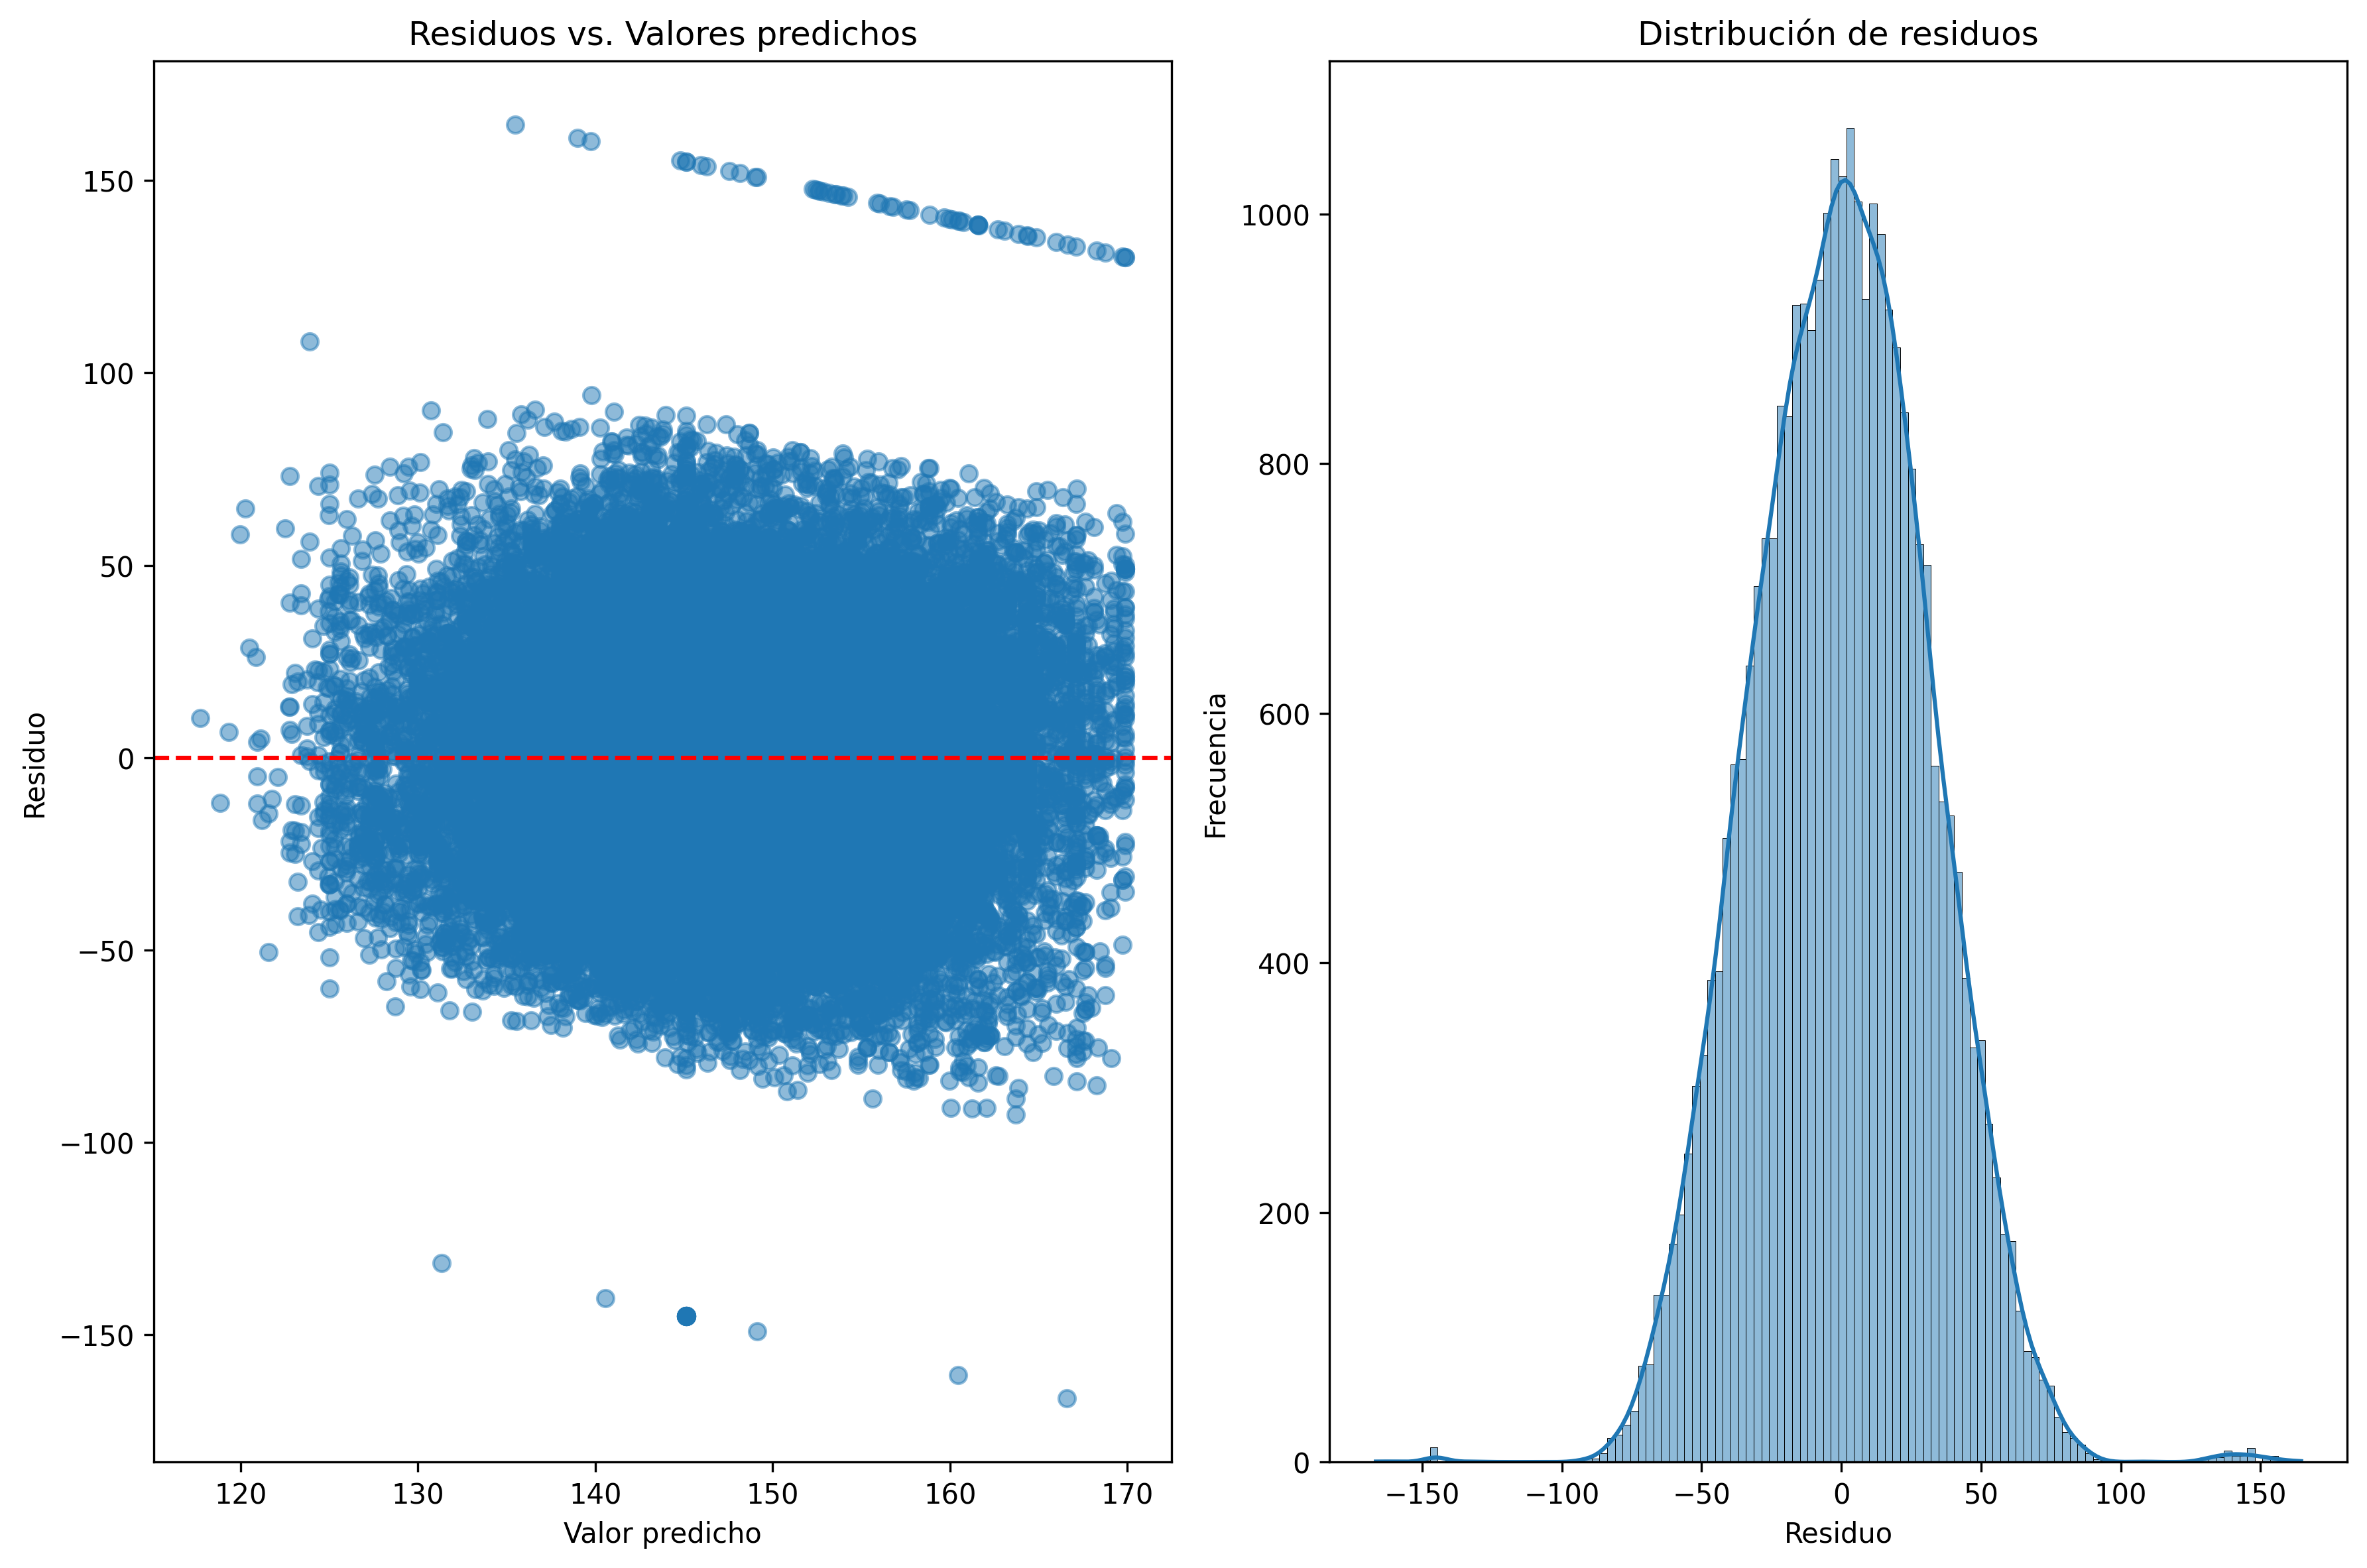 Residuos vs. Valores predichos
150
100
50
0
−50
−100
−150
Residuo
120 130 140 150 160 170
Valor predicho
Distribución de residuos
1000
800
600
400
200
0
Frecuencia
−150 −100 −50 0 50 100 150
Residuo